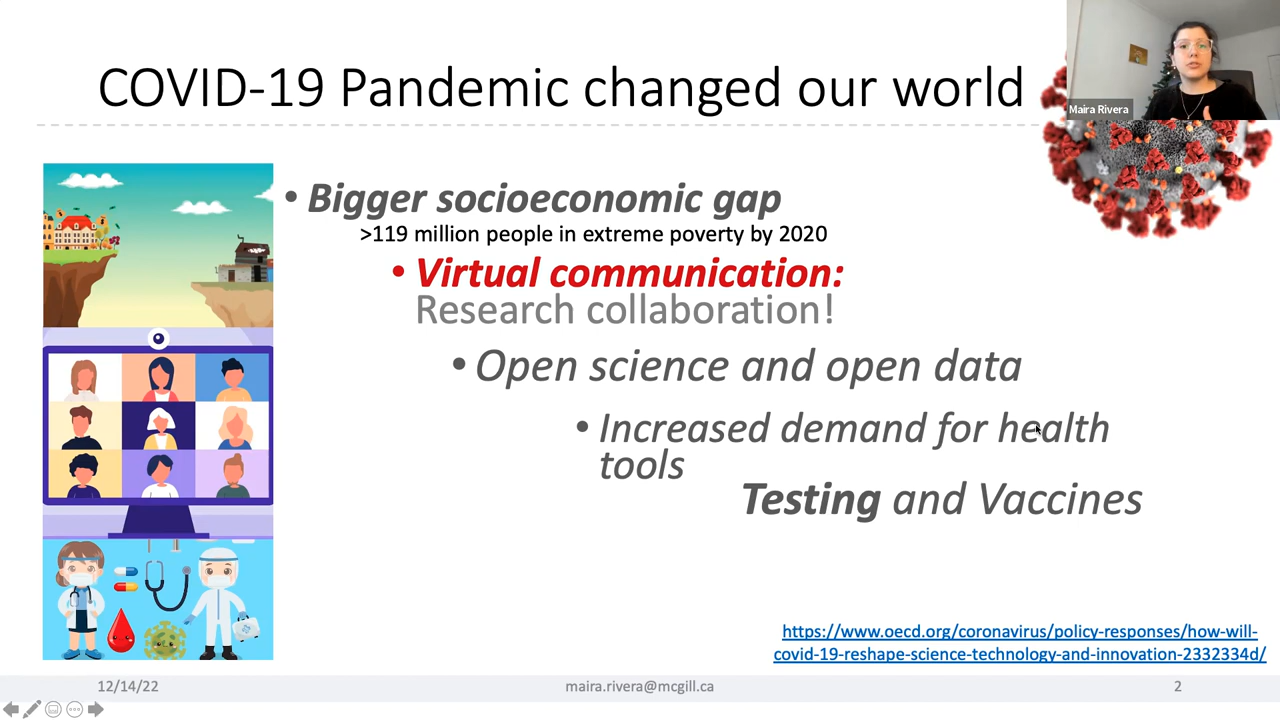 COVID-19 Pandemic changed our world
Maira Rivera
• Bigger socioeconomic gap
>119 million people in extreme poverty by 2020
• Virtual communication:
Research collaboration!
• Open science and open data
• Increased demand for health
tools
Testing and Vaccines
https://www.oecd.org/coronavirus/policy-responses/how-will-
covid-19-reshape-science-technology-and-innovation-2332334d/
12/14/22
maira.rivera@mcgill.ca
2